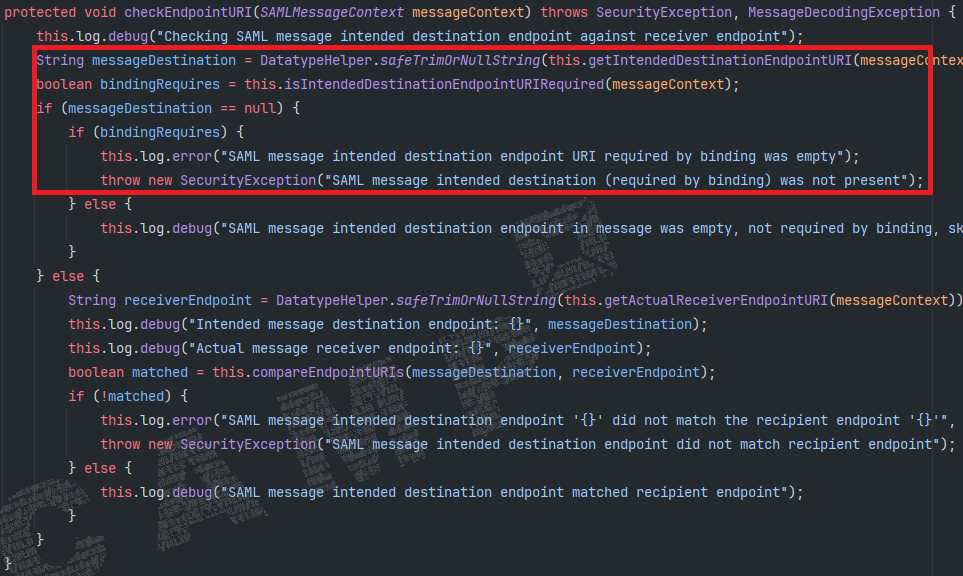 protected void checkEndpointURI(SAMLMessageContext messageContext) throws SecurityException, MessageDecodingException {
this.log.debug("Checking SAML message intended destination endpoint against receiver endpoint");
String messageDestination = DatatypeHelper.safeTrimOrNullString(this.getIntendedDestinationEndpointURI(messageContex
boolean bindingRequires = this.isIntendedDestinationEndpointURIRequired(messageContext);
if (messageDestination == null) {
if (bindingRequires) {
this.log.error("SAML message intended destination endpoint URI required by binding was empty");
throw new SecurityException("SAML message intended destination (required by binding) was not present");
} else {
this.log.debug("SAML message intended destination endpoint in message was empty, not required by binding, sk
}
} else {
String receiverEndpoint = DatatypeHelper.safeTrimOrNullString(this.getActualReceiverEndpointURI(messageContext))
this.log.debug("Intended message destination endpoint: {}", messageDestination);
this.log.debug("Actual message receiver endpoint: {}", receiverEndpoint);
boolean matched = this.compareEndpointURIs(messageDestination, receiverEndpoint);
if (!matched) {
this.log.error("SAML message intended destination endpoint '{}' did not match the recipient endpoint '{}'",
throw new SecurityException("SAML message intended destination endpoint did not match recipient endpoint");
} else {
this.log.debug("SAML message intended destination endpoint matched recipient endpoint");
}
}
}